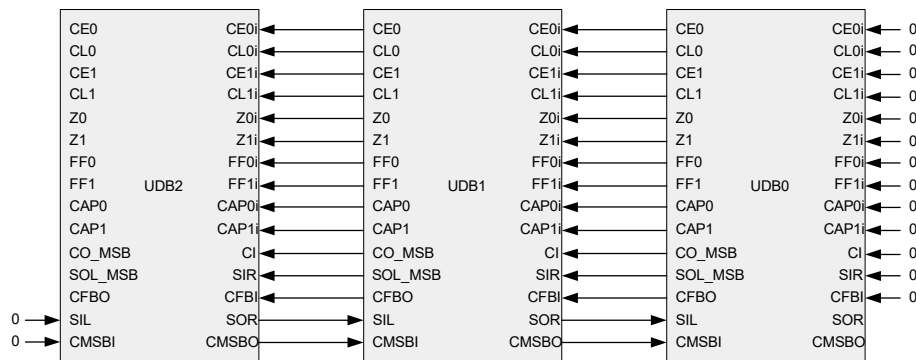 CE0 CE0i CE0 CE0i CE0 CE0i 0
CL0 CL0i CL0 CL0i CL0 CL0i 0
CE1 CE1i CE1 CE1i CE1 CE1i 0
CL1 CL1i CL1 CL1i CL1 CL1i 0
Z0 Z0i Z0 Z0i Z0 Z0i 0
Z1 Z1i Z1 Z1i Z1 Z1i 0
FF0 FF0i FF0 FF0i FF0 FF0i 0
FF1 UDB2 FF1i FF1 UDB1 FF1i FF1 UDB0 FF1i 0
CAP0 CAP0i CAP0 CAP0i CAP0 CAP0i 0
CAP1 CAP1i CAP1 CAP1i CAP1 CAP1i 0
CO_MSB CI CO_MSB CI CO_MSB CI 0
SOL_MSB SIR SOL_MSB SIR SOL_MSB SIR 0
CFBO CFBI CFBO CFBI CFBO CFBI 0
0 SIL SOR SIL SOR SIL SOR
0 CMSBI CMSBO CMSBI CMSBO CMSBI CMSBO